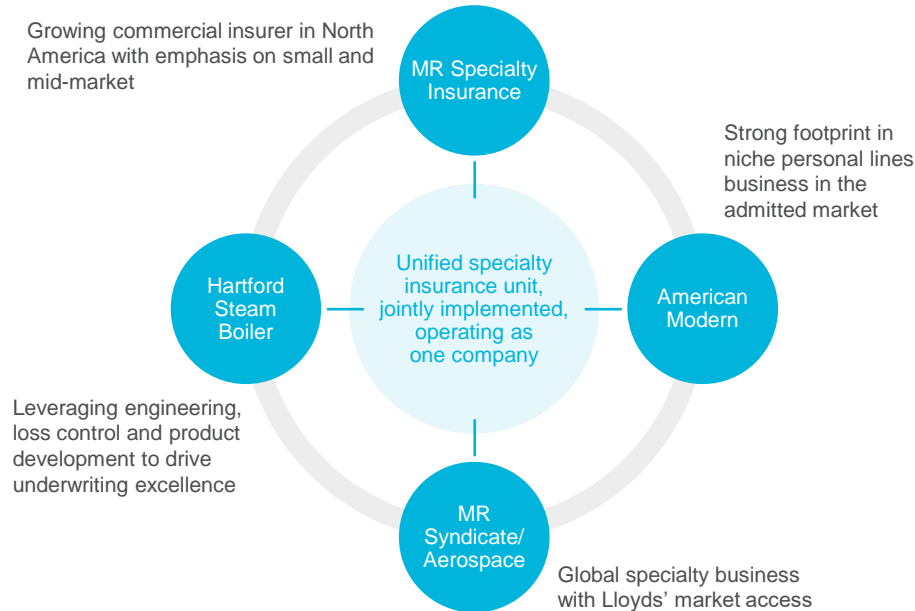 Growing commercial insurer in North
America with emphasis on small and
mid-market
MR Specialty
Insurance
Strong footprint in
niche personal lines
business in the
admitted market
Unified specialty
insurance unit,
jointly implemented,
operating as
one company
Hartford
Steam
Boiler
American
Modern
Leveraging engineering,
loss control and product
development to drive
underwriting excellence
MR
Syndicate/
Aerospace
Global specialty business
with Lloyds' market access